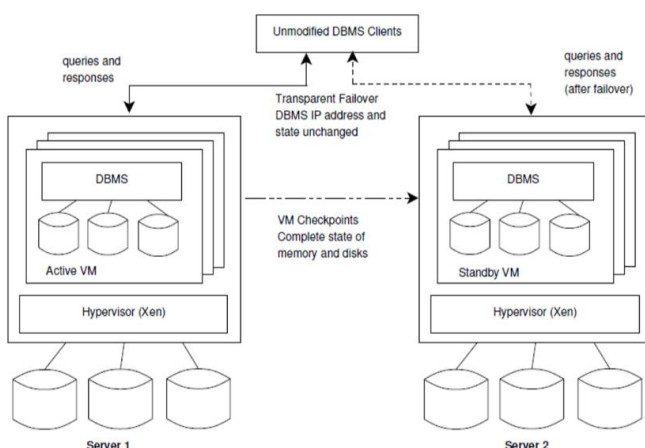 Unmodified DBMS Clients
queries and
responses
queries and
responses
(after failover)
Transparent Failover
DBMS IP address and
state unchanged
DBMS
Active VM
Hypervisor (Xen)
VM Checkpoints
Complete state of
memory and disks
DBMS
Standby VM
Hypervisor (Xen)
Server 1
Server 2